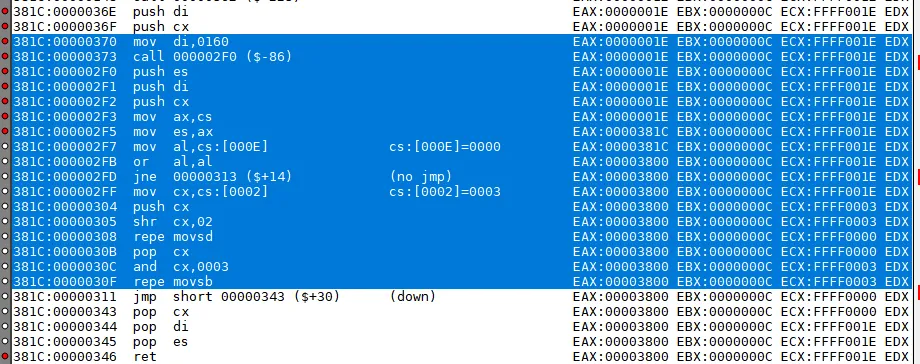 381C:0000036E  push di                                                 EAX:0000001E EBX:0000000C ECX:FFFF001E EDX
381C:0000036F  push cx                                                 EAX:0000001E EBX:0000000C ECX:FFFF001E EDX
381C:00000370  mov  di,0160                                            EAX:0000001E EBX:0000000C ECX:FFFF001E EDX
381C:00000373  call 000002F0 ($-86)                                    EAX:0000001E EBX:0000000C ECX:FFFF001E EDX
381C:000002F0  push es                                                 EAX:0000001E EBX:0000000C ECX:FFFF001E EDX
381C:000002F1  push di                                                 EAX:0000001E EBX:0000000C ECX:FFFF001E EDX
381C:000002F2  push cx                                                 EAX:0000001E EBX:0000000C ECX:FFFF001E EDX
381C:000002F3  mov  ax,cs                                              EAX:0000001E EBX:0000000C ECX:FFFF001E EDX
381C:000002F5  mov  es,ax                                              EAX:0000381C EBX:0000000C ECX:FFFF001E EDX
381C:000002F7  mov  al,cs:[000E]          cs:[000E]=0000               EAX:0000381C EBX:0000000C ECX:FFFF001E EDX
381C:000002FB  or   al,al                                              EAX:00003800 EBX:0000000C ECX:FFFF001E EDX
381C:000002FD  jne  00000313 ($+14)        (no jmp)                     EAX:00003800 EBX:0000000C ECX:FFFF001E EDX
381C:000002FF  mov  cx,cs:[0002]          cs:[0002]=0003               EAX:00003800 EBX:0000000C ECX:FFFF001E EDX
381C:00000304  push cx                                                 EAX:00003800 EBX:0000000C ECX:FFFF0003 EDX
381C:00000305  shr  cx,02                                              EAX:00003800 EBX:0000000C ECX:FFFF0003 EDX
381C:00000308  repe movsd                                              EAX:00003800 EBX:0000000C ECX:FFFF0000 EDX
381C:0000030B  pop  cx                                                 EAX:00003800 EBX:0000000C ECX:FFFF0000 EDX
381C:0000030C  and  cx,0003                                            EAX:00003800 EBX:0000000C ECX:FFFF0003 EDX
381C:0000030F  repe movsb                                              EAX:00003800 EBX:0000000C ECX:FFFF0003 EDX
381C:00000311  jmp  short 00000343 ($+30)  (down)                      EAX:00003800 EBX:0000000C ECX:FFFF0000 EDX
381C:00000343  pop  cx                                                 EAX:00003800 EBX:0000000C ECX:FFFF0000 EDX
381C:00000344  pop  di                                                 EAX:00003800 EBX:0000000C ECX:FFFF001E EDX
381C:00000345  pop  es                                                 EAX:00003800 EBX:0000000C ECX:FFFF001E EDX
381C:00000346  ret                                                     EAX:00003800 EBX:0000000C ECX:FFFF001E EDX